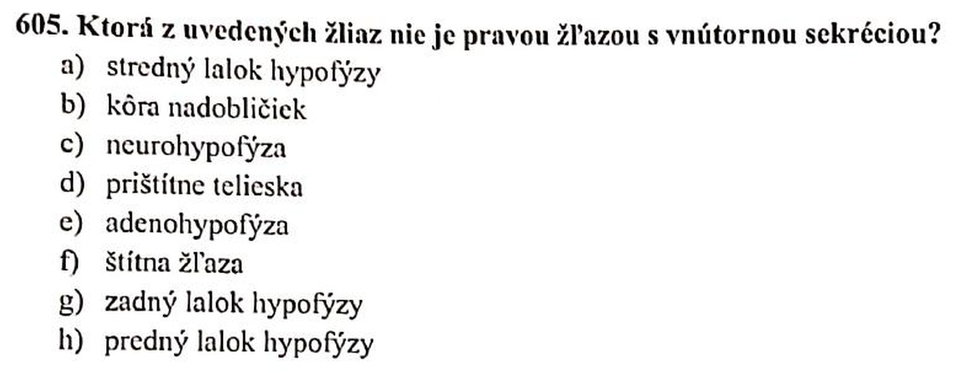 605. Ktorá z uvedených žliaz nie je pravou žľazou s vnútornou sekréciou?
a) stredný lalok hypofýzy
b) kôra nadobličiek
c) neurohypofýza
d) prištítne telieska
e) adenohypofýza
f) štítna žľaza
g) zadný lalok hypofýzy
h) predný lalok hypofýzy